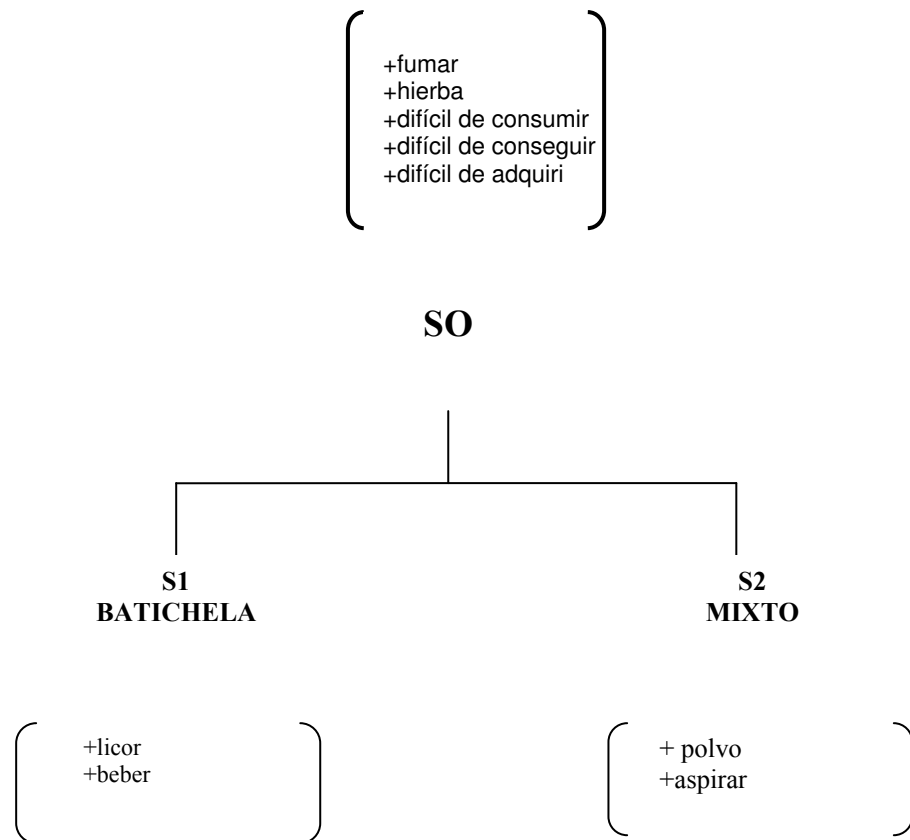 +fumar
+hierba
+difícil de consumir
+difícil de conseguir
+difícil de adquiri
SO
S1
BATICHELA
S2
MIXTO
+licor
+beber
+ polvo
+aspirar